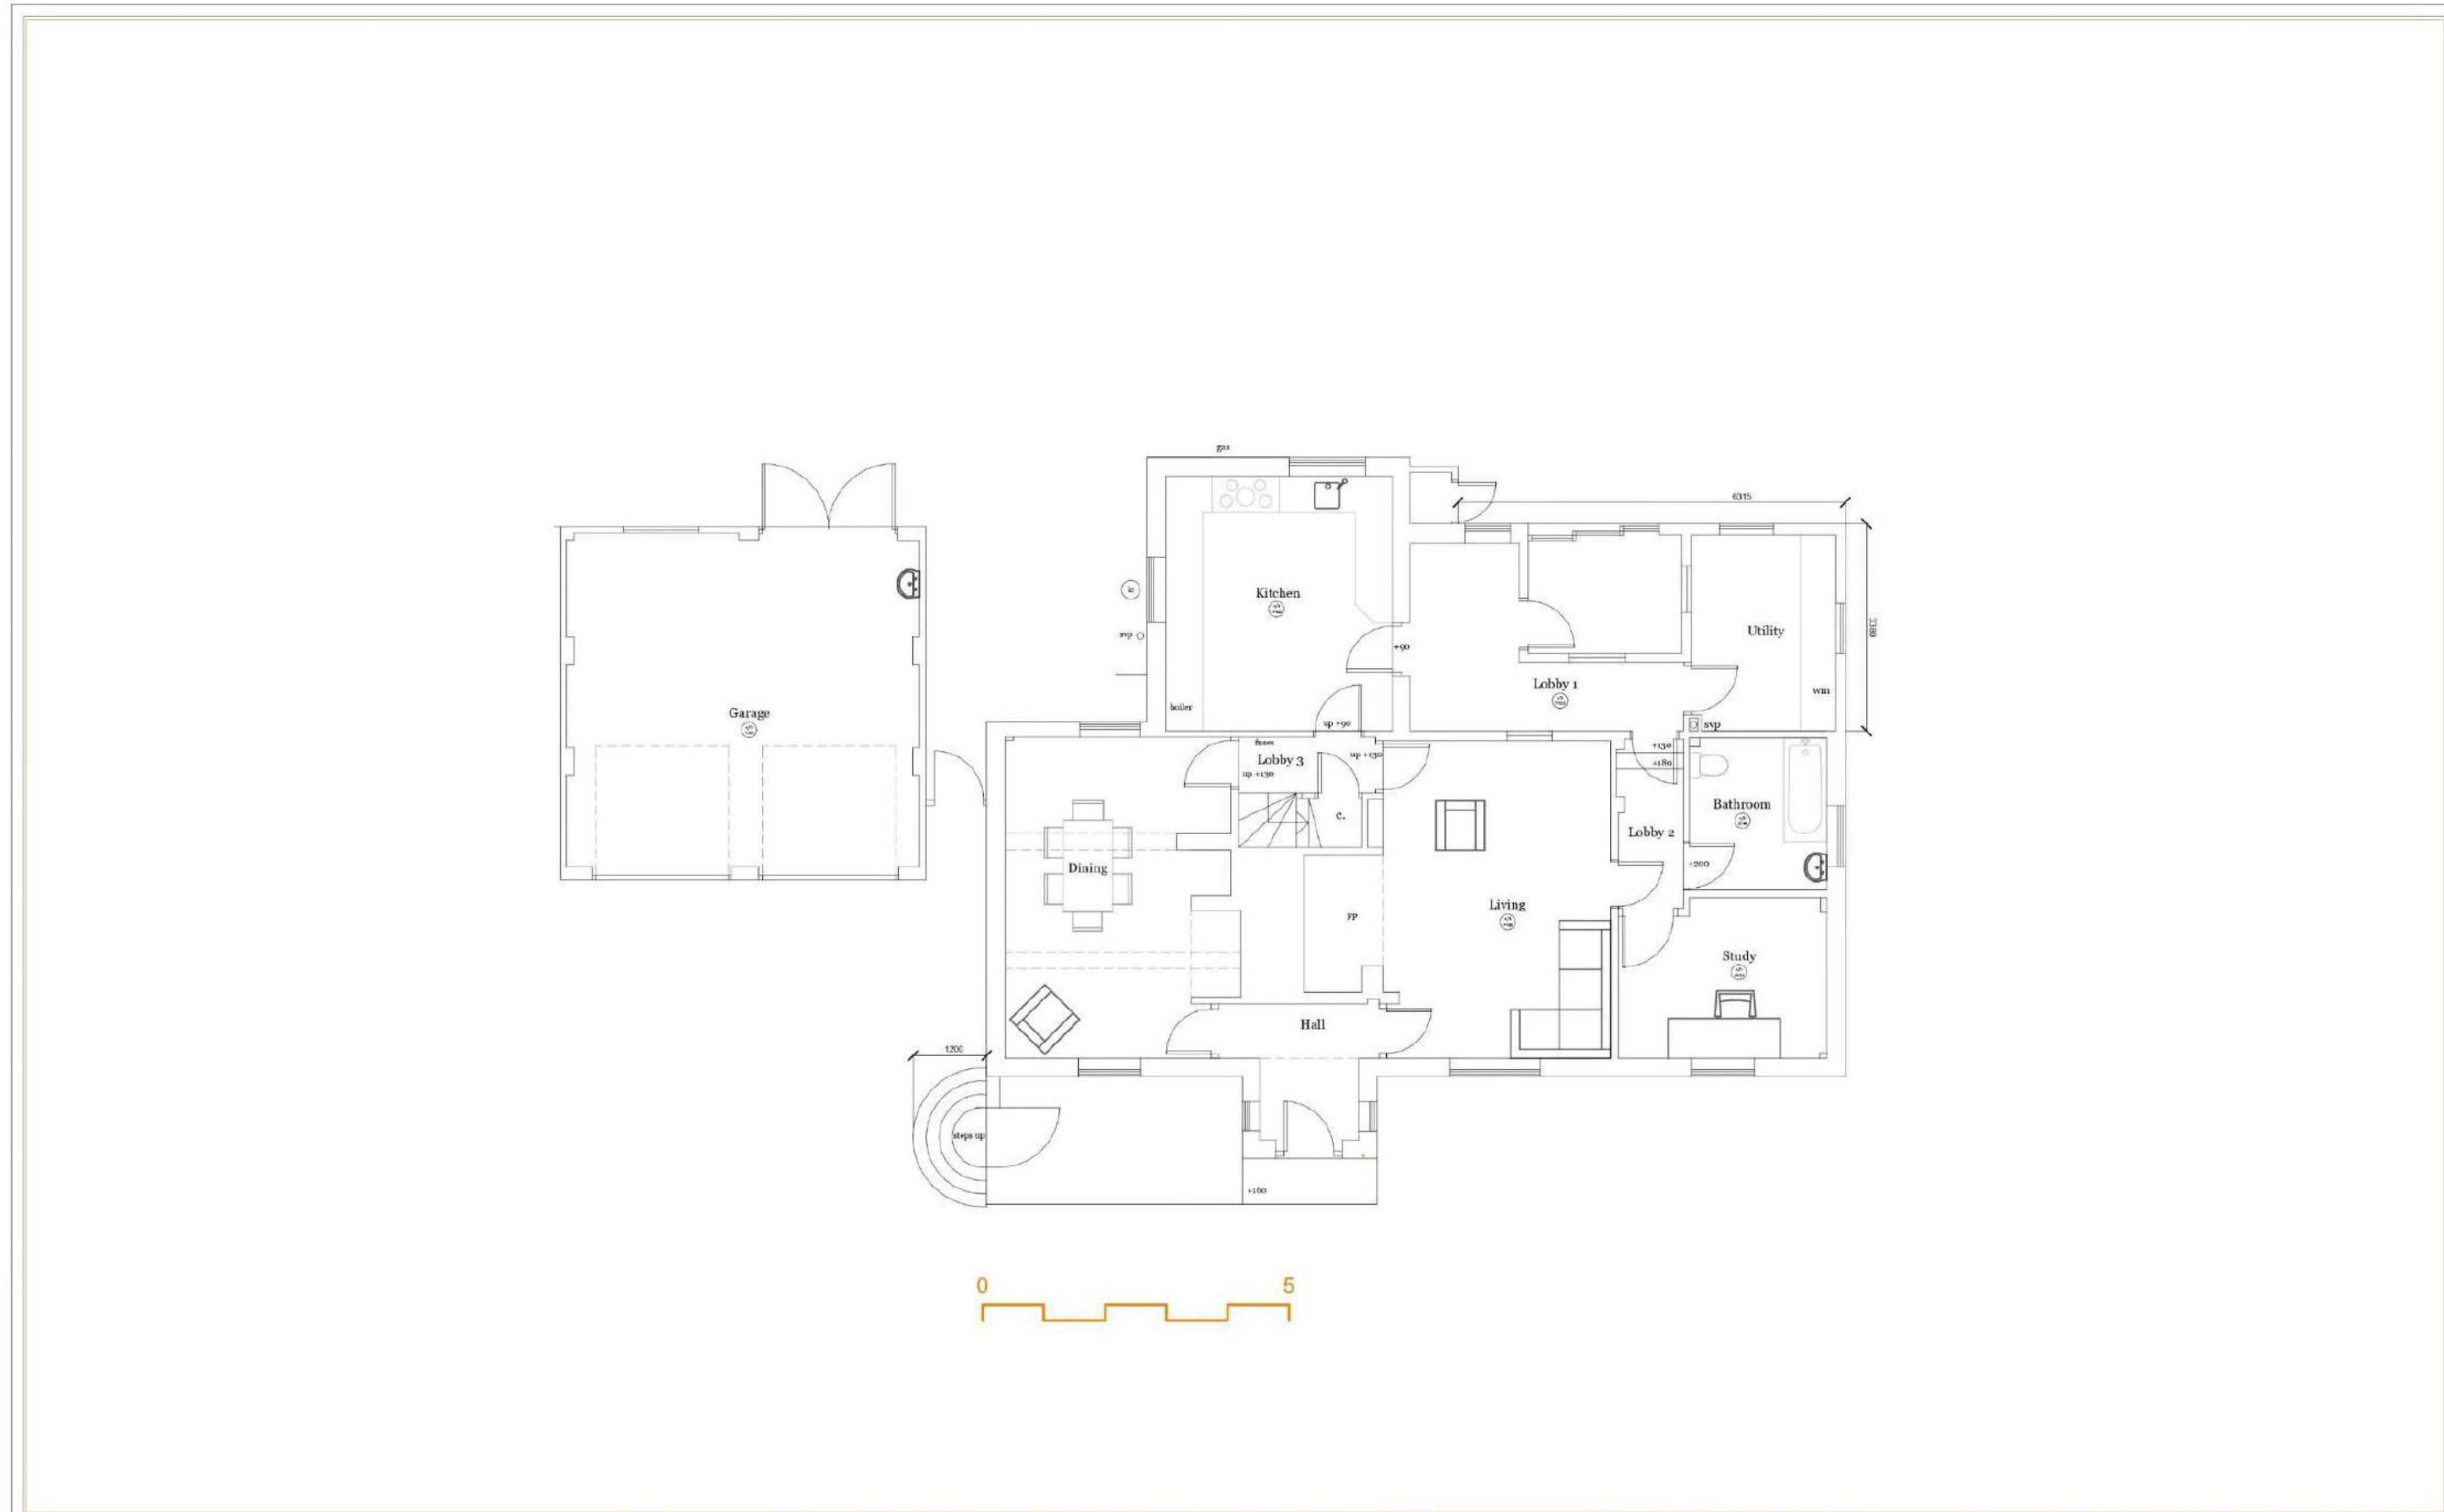 gas
6315
Kitchen
ic
Utility
3380
svp
+90
Lobby 1
wm
boiler
Garage
up +90
svp
fuses
Lobby 3
up +130
up +130
+130
+180
Bathroom
c.
Lobby 2
Dining
+200
FP
Living
Study
Hall
1200
steps up
+160
0 5